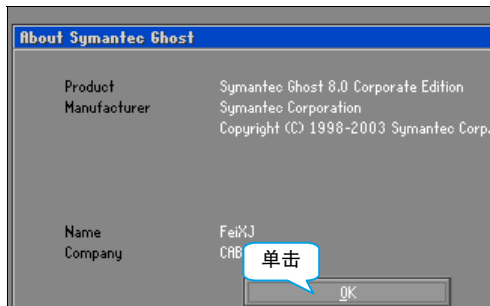 About Symantec Ghost
Product Symantec Ghost 8.0 Corporate Edition
Manufacturer Symantec Corporation
Copyright (C) 1998-2003 Symantec Corp.
Name FeiXJ
Company CAB
单击
OK